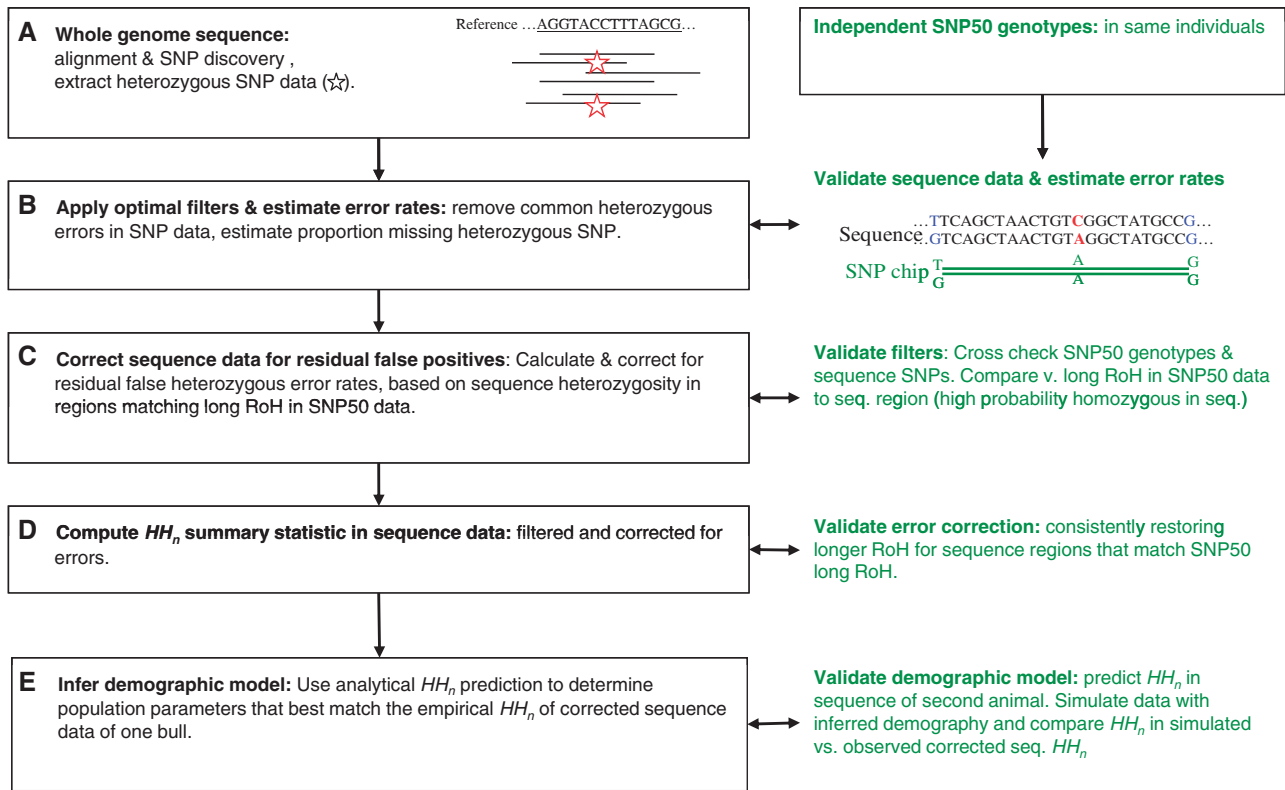 A Whole genome sequence:
alignment & SNP discovery ,
extract heterozygous SNP data (☆).
Reference …AGGTACCTTTAGCG…
Independent SNP50 genotypes: in same individuals
B Apply optimal filters & estimate error rates: remove common heterozygous
errors in SNP data, estimate proportion missing heterozygous SNP.
Validate sequence data & estimate error rates
…TTCAGCTAACTGTCGGCTATGCCG…
Sequence
…GTCAGCTAACTGTAGGCTATGCCG…
SNP chip
T A G
G A G
C Correct sequence data for residual false positives: Calculate & correct for
residual false heterozygous error rates, based on sequence heterozygosity in
regions matching long RoH in SNP50 data.
Validate filters: Cross check SNP50 genotypes &
sequence SNPs. Compare v. long RoH in SNP50 data
to seq. region (high probability homozygous in seq.)
D Compute HHn summary statistic in sequence data: filtered and corrected for
errors.
Validate error correction: consistently restoring
longer RoH for sequence regions that match SNP50
long RoH.
E Infer demographic model: Use analytical HHn prediction to determine
population parameters that best match the empirical HHn of corrected sequence
data of one bull.
Validate demographic model: predict HHn in
sequence of second animal. Simulate data with
inferred demography and compare HHn in simulated
vs. observed corrected seq. HHn